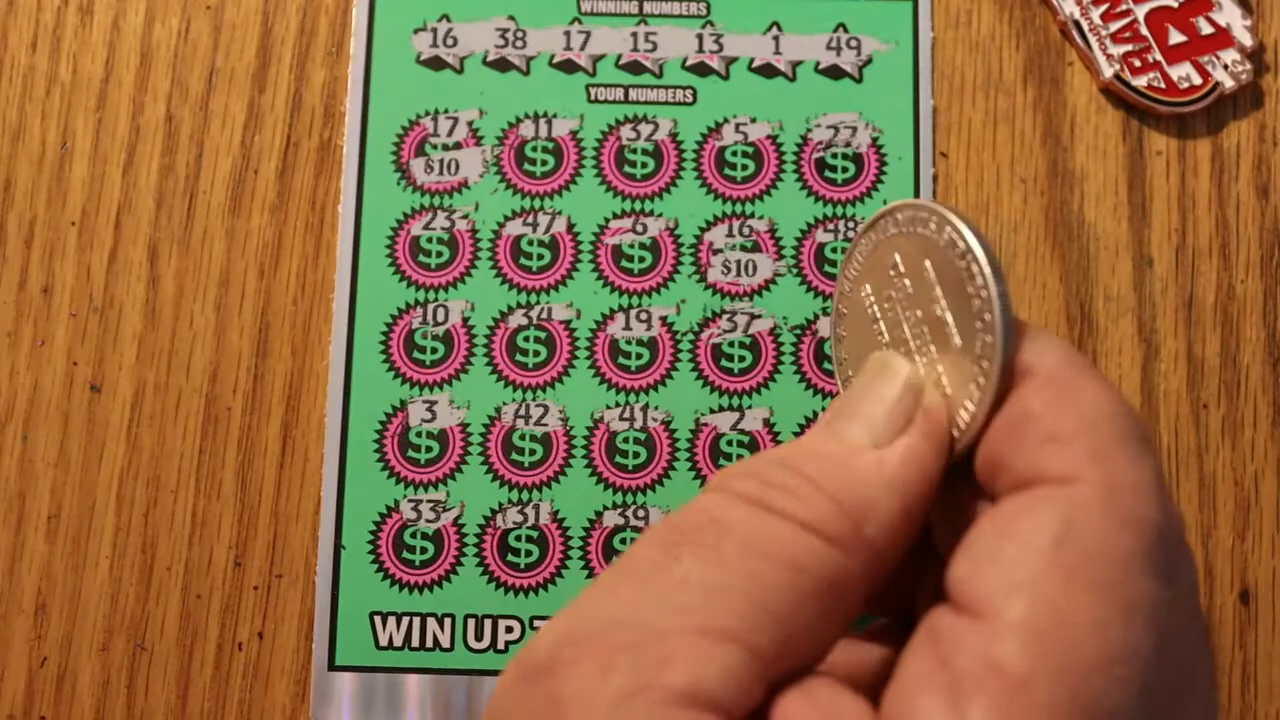 WINNING NUMBERS
16 38 17 15 13 1 49
YOUR NUMBERS
17 11 32 5 27
$10 $ $ $ $
23 47 6 16 48
$ $ $ $10 $
10 34 19 37
$ $ $ $ $
3 42 41 2
$ $ $ $
33 31 39
$ $ $
WIN UP